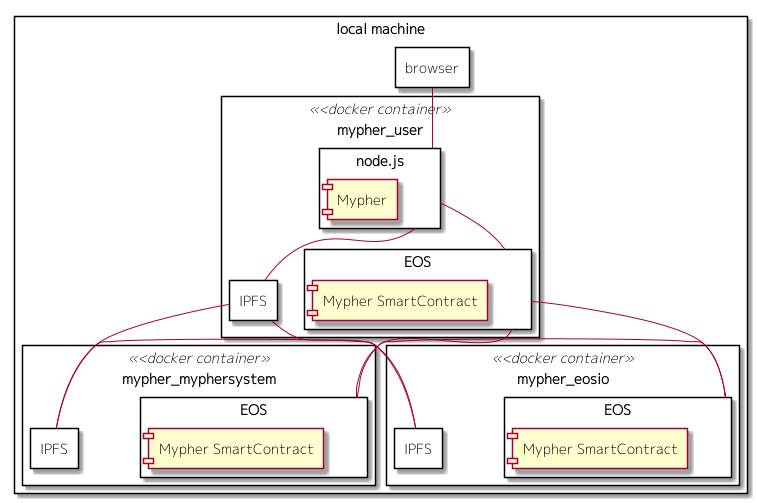 local machine
browser
«<docker container>»
mypher_user
node.js
Mypher
EOS
IPFS
Mypher SmartContract
«<docker container>»
mypher_myphersystem
EOS
IPFS
Mypher SmartContract
«<docker container>»
mypher_eosio
EOS
IPFS
Mypher SmartContract